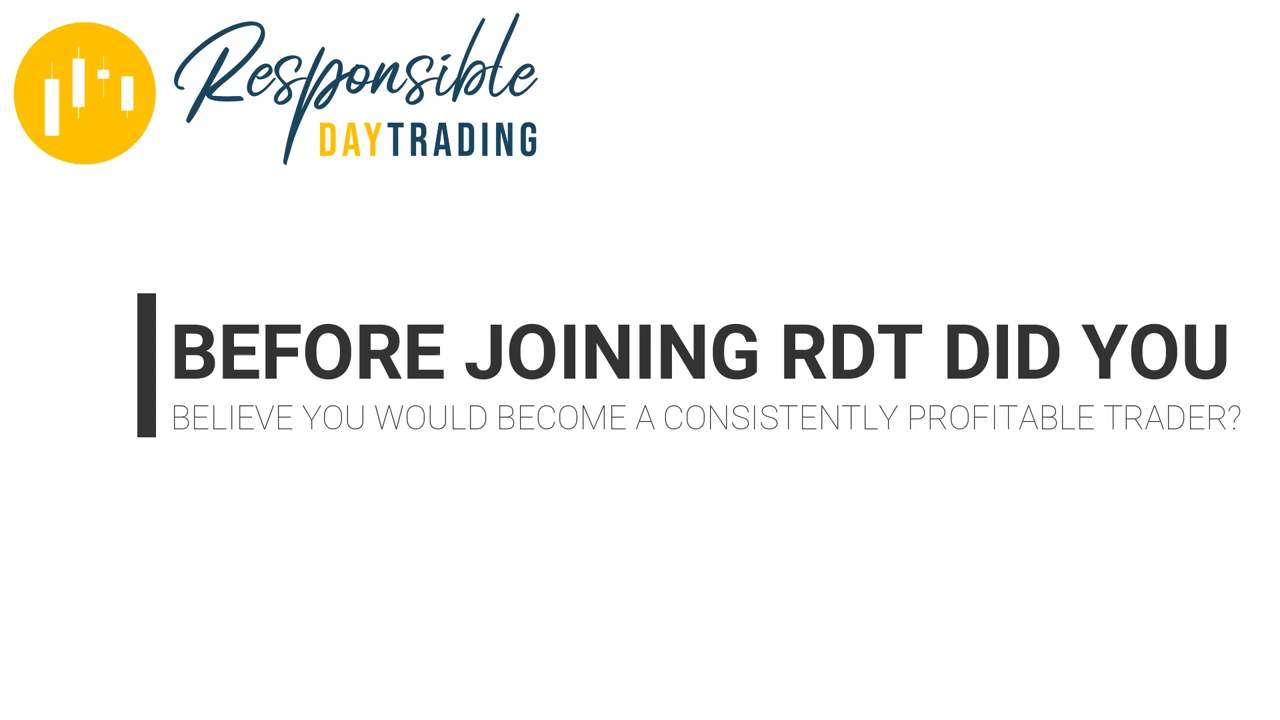 Responsible
DAYTRADING
BEFORE JOINING RDT DID YOU
BELIEVE YOU WOULD BECOME A CONSISTENTLY PROFITABLE TRADER?